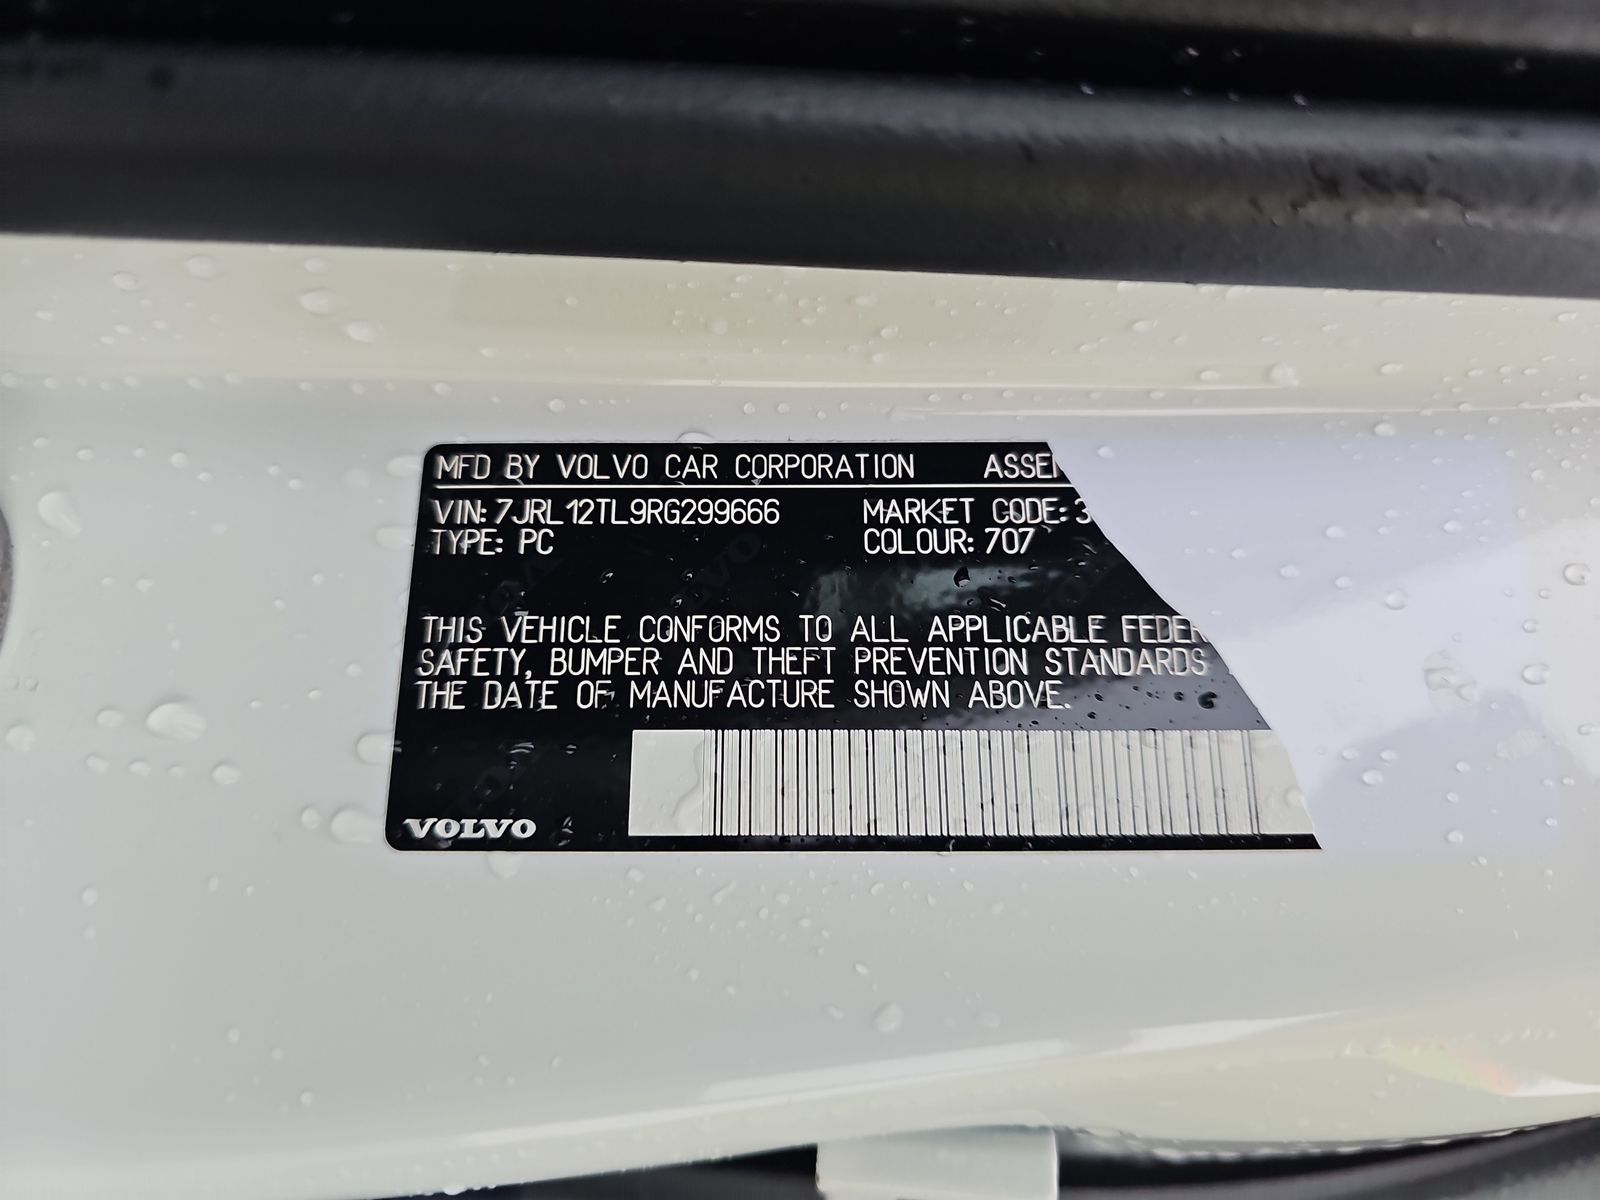 MFD BY VOLVO CAR CORPORATION
VIN: 7JRL12TL9RG299666 MARKET CODE: 3
TYPE: PC COLOUR: 707
THIS VEHICLE CONFORMS TO ALL APPLICABLE
SAFETY, BUMPER AND THEFT PREVENTION STANDARDS
THE DATE OF MANUFACTURE SHOWN ABOVE.
VOLVO